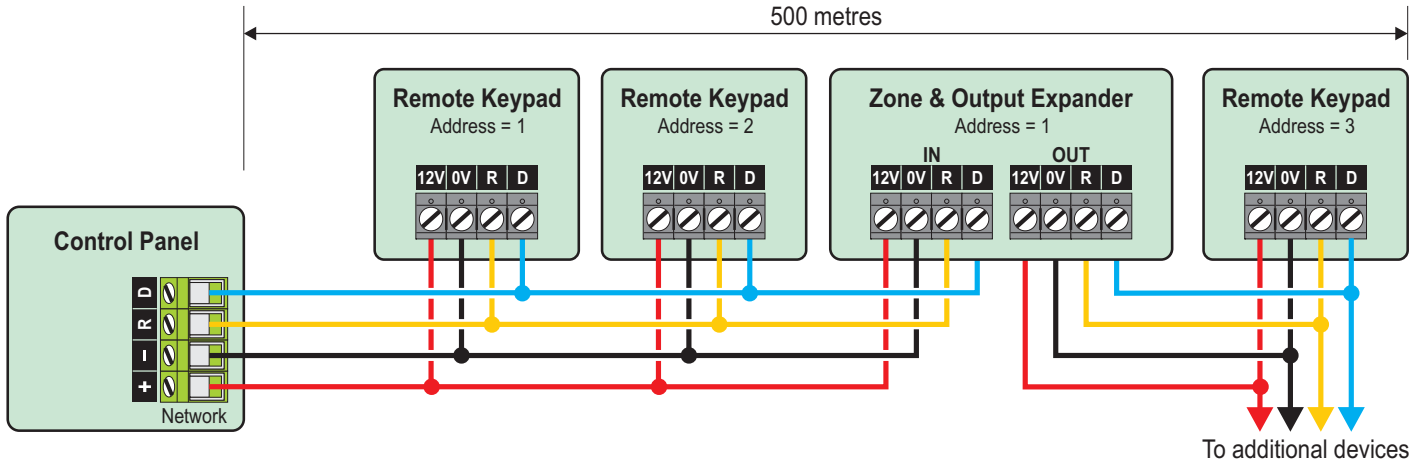 500 metres
Remote Keypad
Address = 1
12V 0V R D
Remote Keypad
Address = 2
12V 0V R D
Zone & Output Expander
Address = 1
IN OUT
12V 0V R D 12V 0V R D
Remote Keypad
Address = 3
12V 0V R D
Control Panel
D
R
–
+
Network
To additional devices